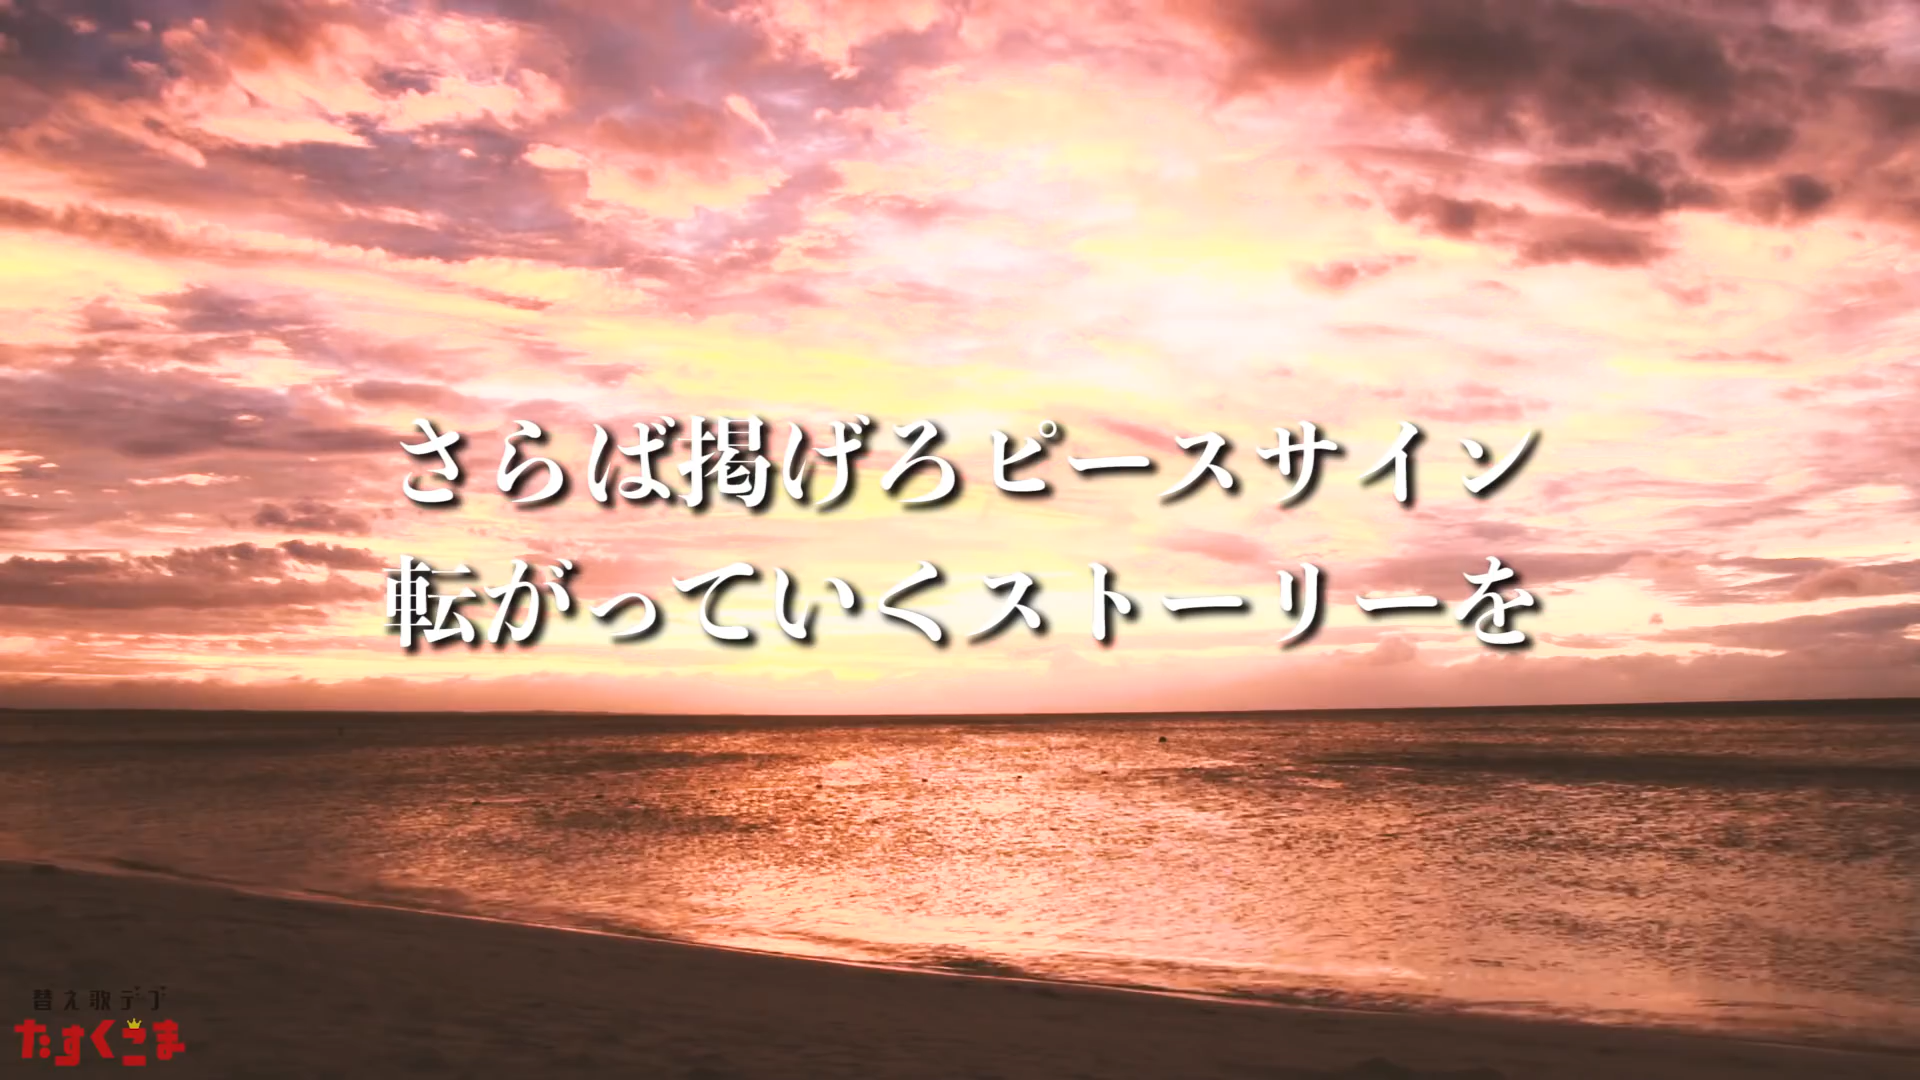 さらば掲げろピースサイン
転がっていくストーリーを
替え歌デブ
たすくこま